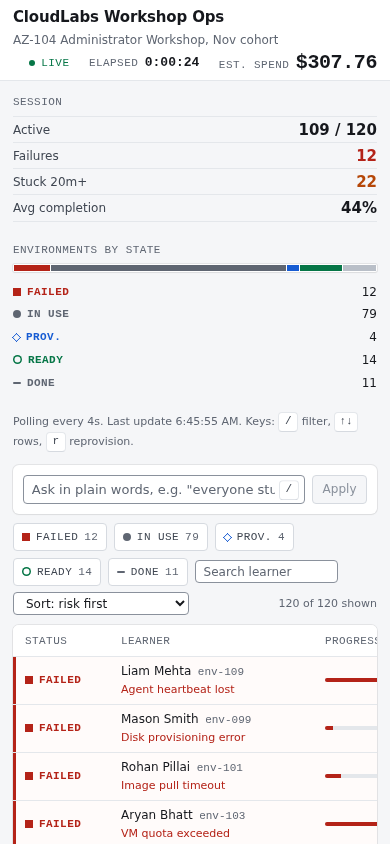 CloudLabs Workshop Ops
AZ-104 Administrator Workshop, Nov cohort
LIVE ELAPSED 0:00:24 EST. SPEND $307.76
SESSION
Active 109 / 120
Failures 12
Stuck 20m+ 22
Avg completion 44%
ENVIRONMENTS BY STATE
FAILED 12
IN USE 79
PROV. 4
READY 14
DONE 11
Polling every 4s. Last update 6:45:55 AM. Keys: / filter, ↑↓
rows, r reprovision.
Ask in plain words, e.g. "everyone stu / Apply
FAILED 12 IN USE 79 PROV. 4
READY 14 DONE 11 Search learner
Sort: risk first 120 of 120 shown
STATUS LEARNER PROGRESS
FAILED Liam Mehta env-109
Agent heartbeat lost
FAILED Mason Smith env-099
Disk provisioning error
FAILED Rohan Pillai env-101
Image pull timeout
FAILED Aryan Bhatt env-103
VM quota exceeded